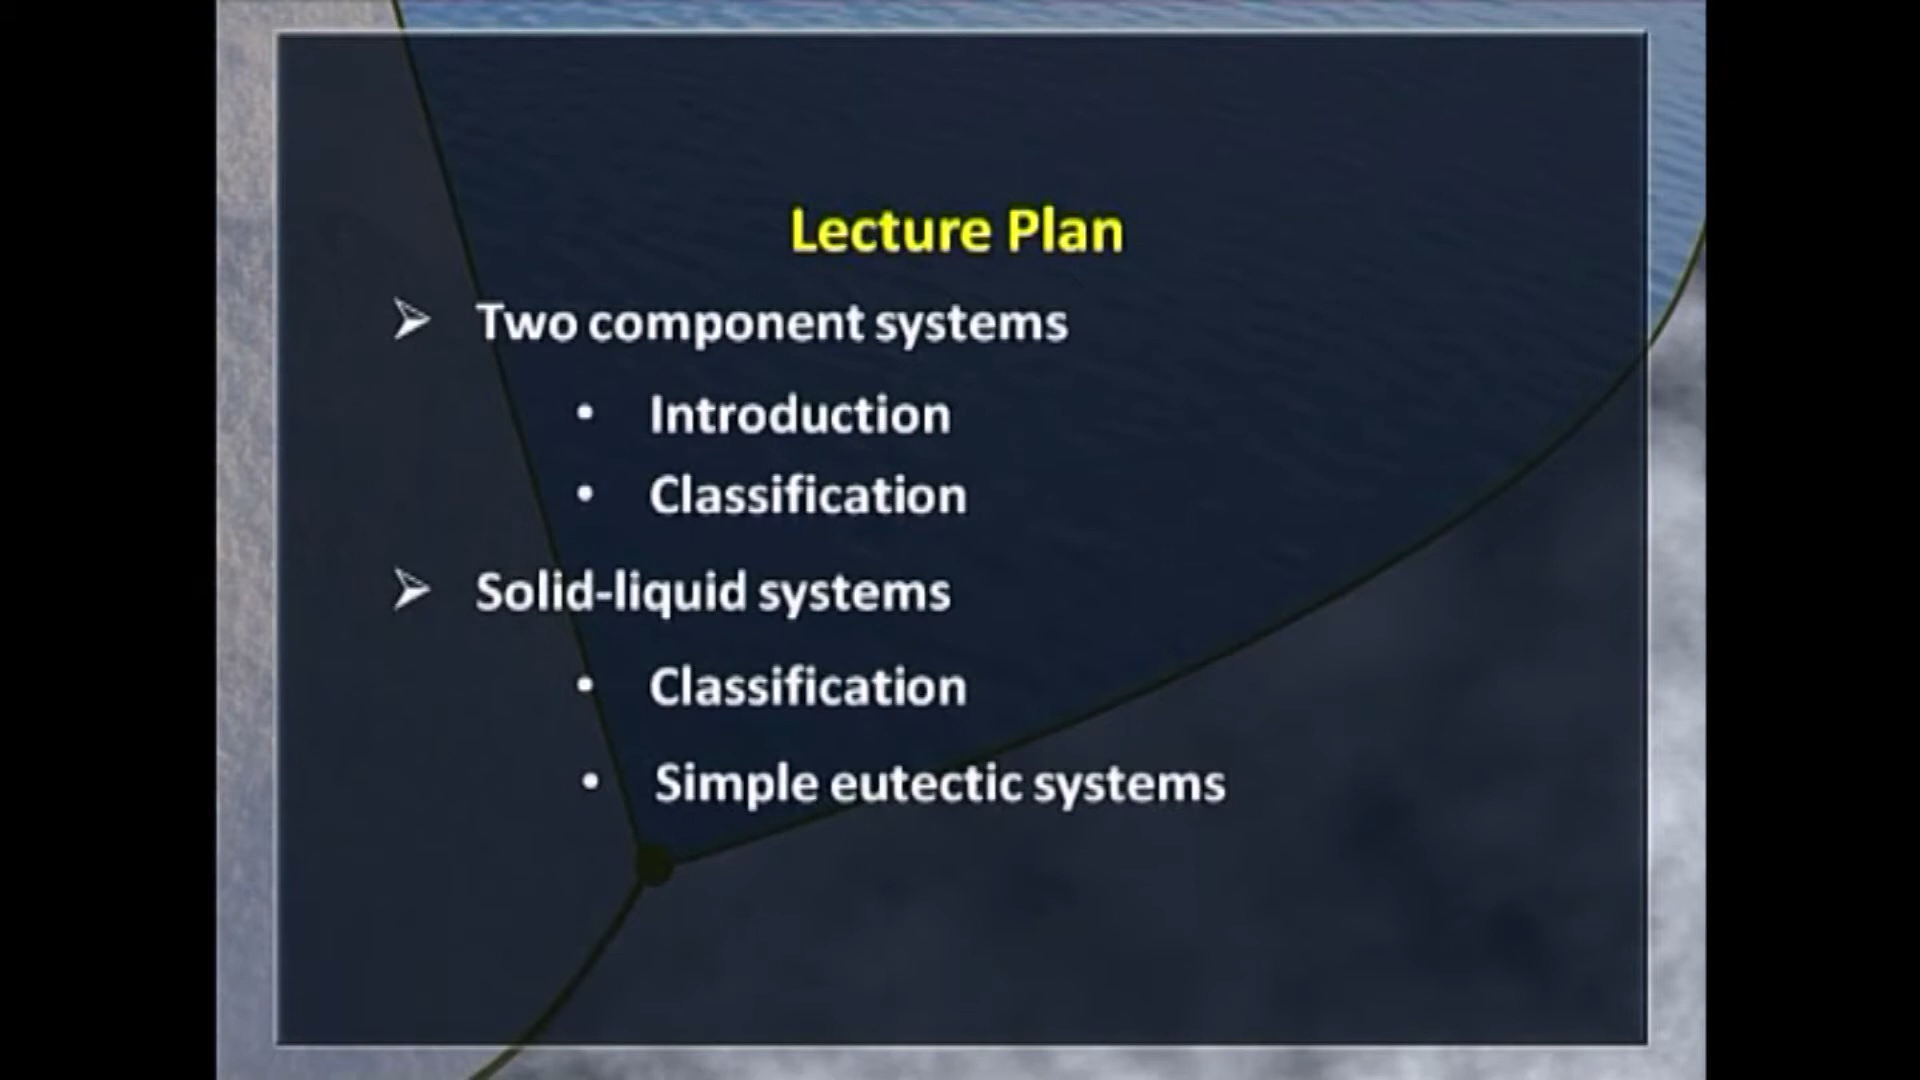 Lecture Plan
➢ Two component systems
• Introduction
• Classification
➢ Solid-liquid systems
• Classification
• Simple eutectic systems